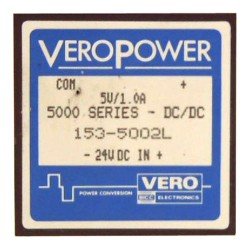 VEROPOWER
COM. +
5V/1.0A
5000 SERIES - DC/DC
153-5002L
- 24V DC IN +
POWER CONVERSION VERO
BICC ELECTRONICS